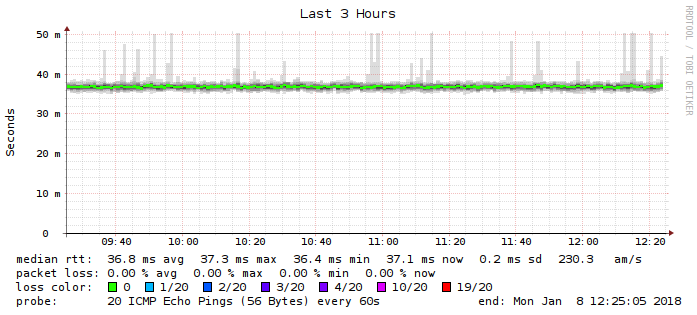 Last 3 Hours
RRDTOOL / TOBI OETIKER
Seconds
50 m
40 m
30 m
20 m
10 m
0
09:40 10:00 10:20 10:40 11:00 11:20 11:40 12:00 12:20
median rtt: 36.8 ms avg 37.3 ms max 36.4 ms min 37.1 ms now 0.2 ms sd 230.3 am/s
packet loss: 0.00 % avg 0.00 % max 0.00 % min 0.00 % now
loss color: 0 1/20 2/20 3/20 4/20 10/20 19/20
probe: 20 ICMP Echo Pings (56 Bytes) every 60s end: Mon Jan 8 12:25:05 2018